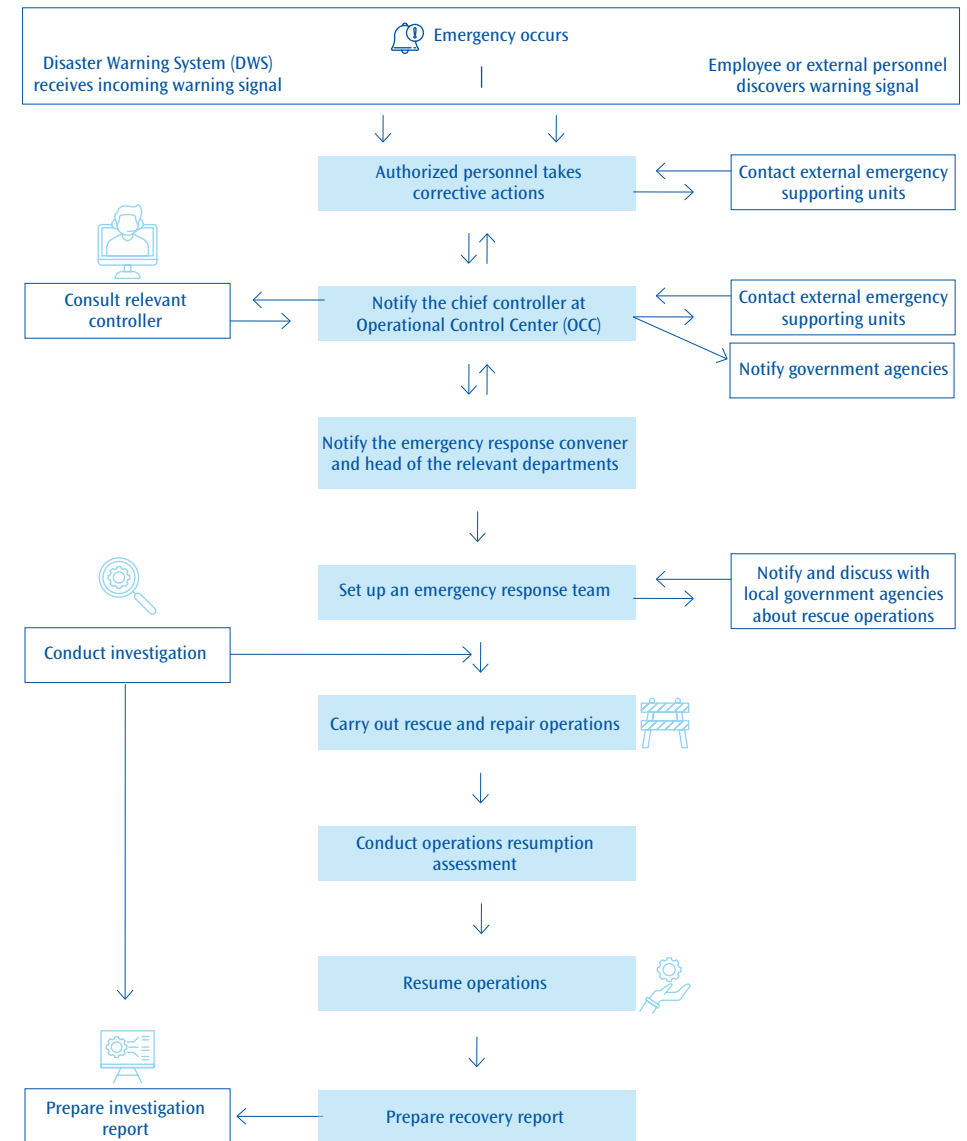 Emergency occurs
Disaster Warning System (DWS)
receives incoming warning signal
Employee or external personnel
discovers warning signal
Authorized personnel takes
corrective actions
Contact external emergency
supporting units
Consult relevant
controller
Notify the chief controller at
Operational Control Center (OCC)
Contact external emergency
supporting units
Notify government agencies
Notify the emergency response convener
and head of the relevant departments
Set up an emergency response team
Notify and discuss with
local government agencies
about rescue operations
Conduct investigation
Carry out rescue and repair operations
Conduct operations resumption
assessment
Resume operations
Prepare investigation
report
Prepare recovery report